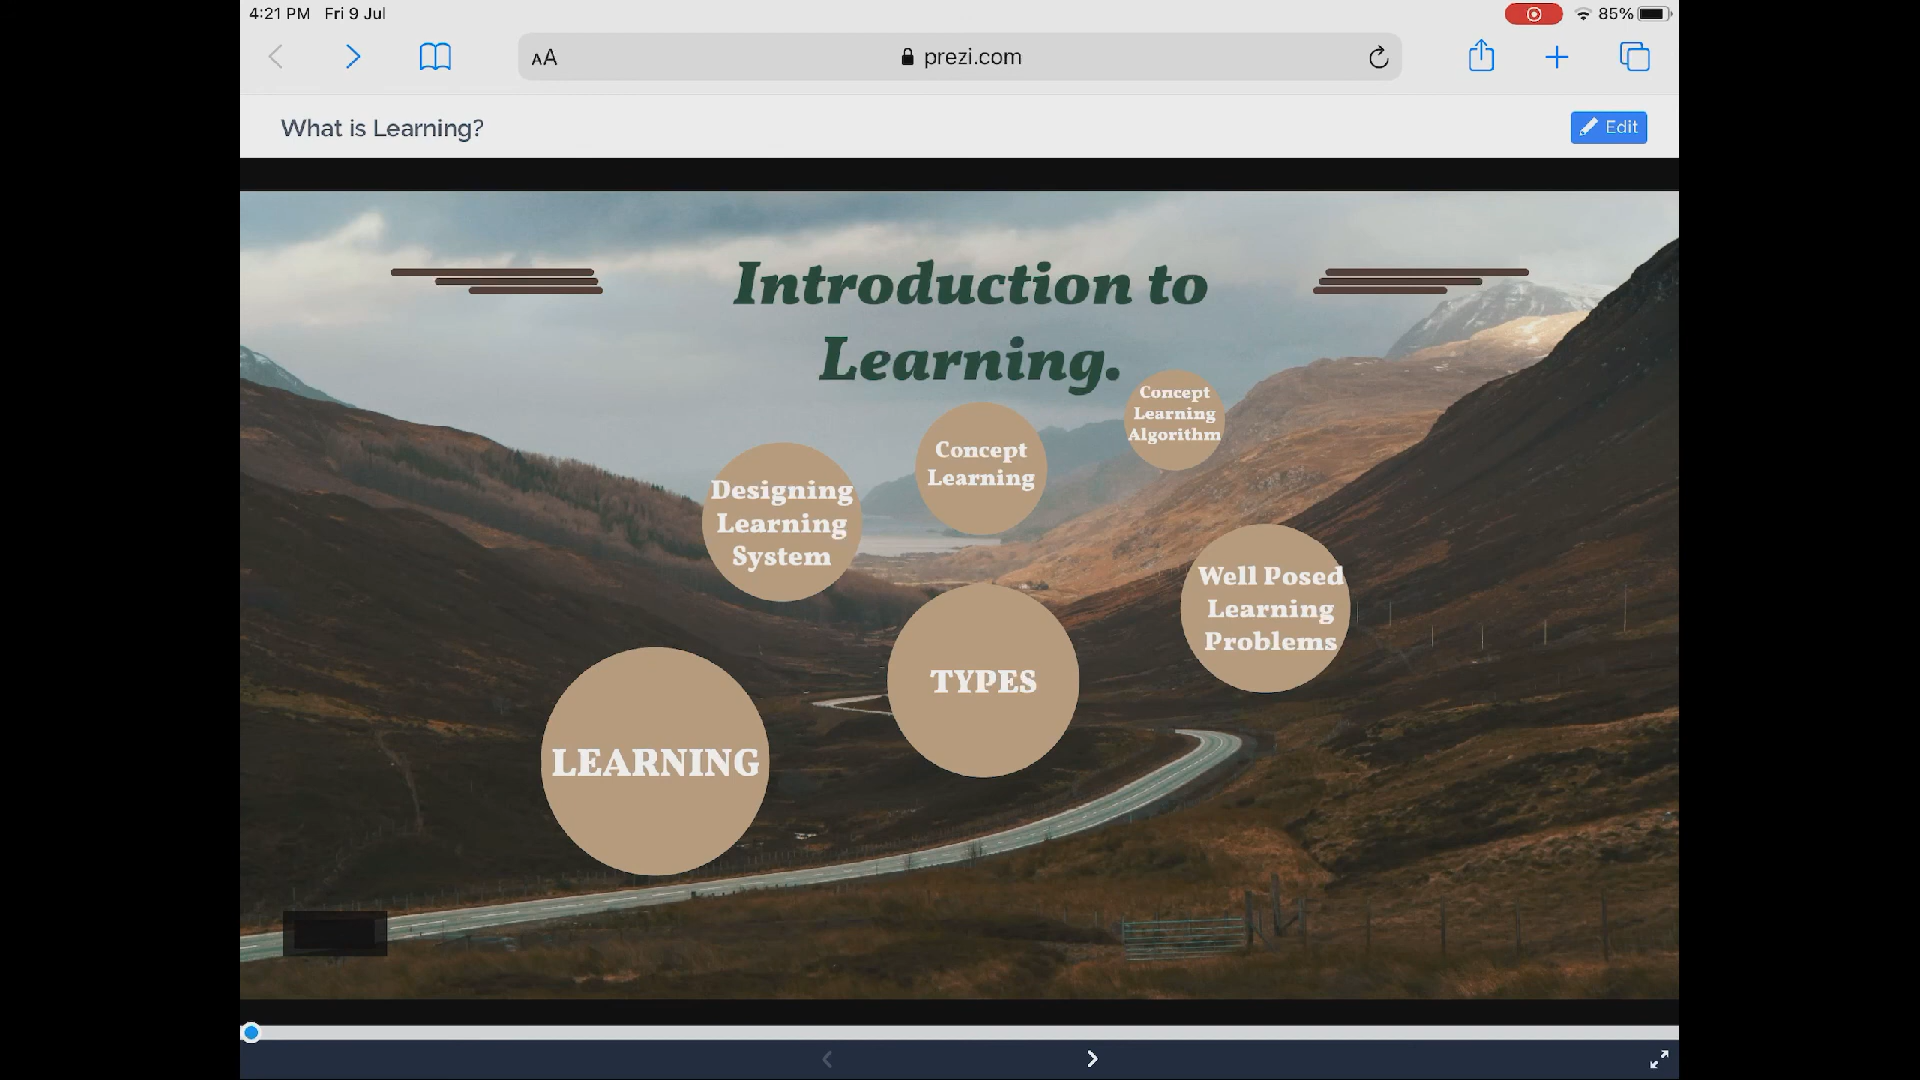 4:21 PM Fri 9 Jul
85%
AA
prezi.com
What is Learning?
Edit
Introduction to
Learning.
Concept
Learning
Algorithm
Concept
Learning
Designing
Learning
System
Well Posed
Learning
Problems
TYPES
LEARNING